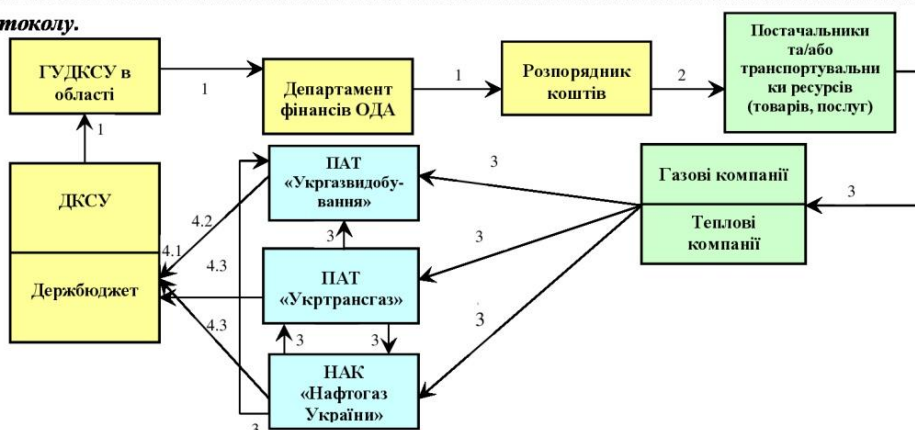 токолу.
ГУДКСУ в
області
1
Департамент
фінансів ОДА
1
Розпорядник
коштів
2
Постачальники
та/або
транспортувальни
ки ресурсів
(товарів, послуг)
1
ДКСУ
Держбюджет
ПАТ
«Укргазвидобу-
вання»
3
Газові компанії
Теплові
компанії
3
4.2
4.1
4.3
3
3
ПАТ
«Укртрансгаз»
4.3
3
3
3
НАК
«Нафтогаз
України»
3